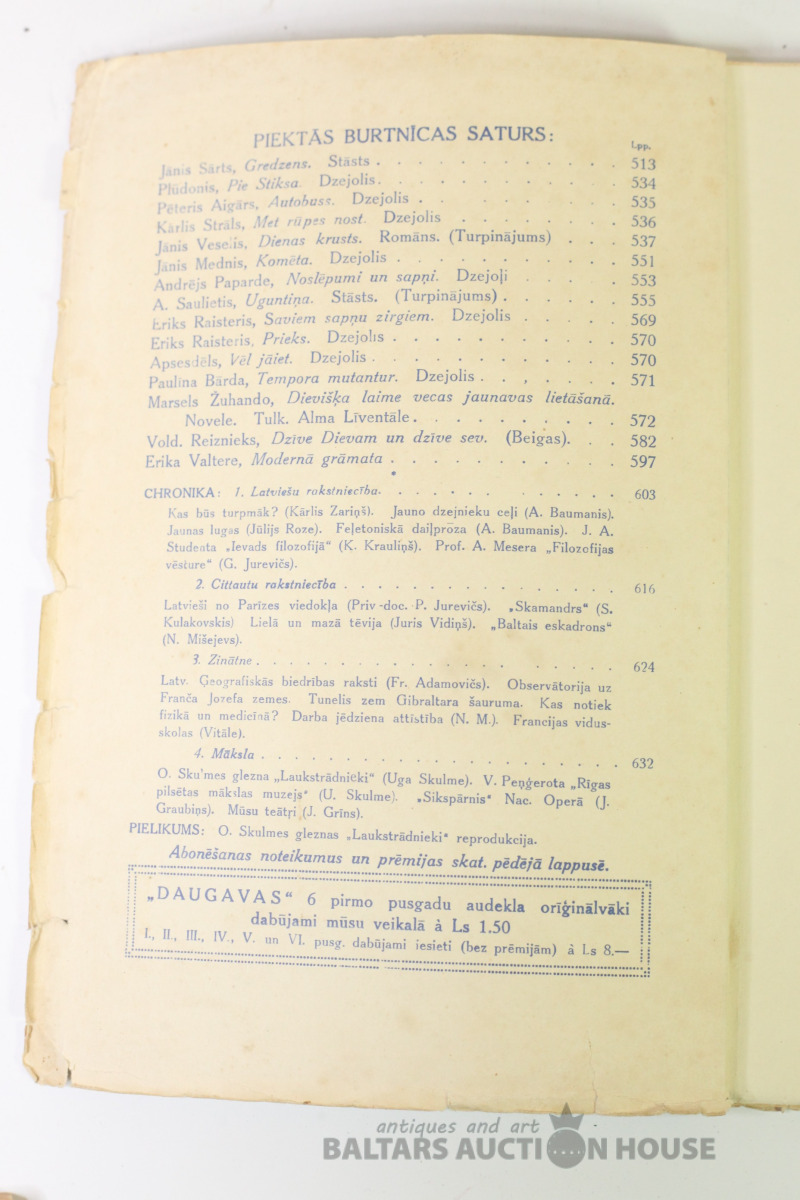 PIEKTĀS BURTNĪCAS SATURS:
Lpp.
Jānis Sārts, Gredzens. Stāsts . . . . . . . . . . . . 513
Plūdonis, Pie Stiksa. Dzejolis. . . . . . . . . . . 534
Pēteris Aigārs, Autobuss. Dzejolis . . . . . . . . 535
Kārlis Strāls, Met rūpes nost. Dzejolis . . . . . . . . 536
Jānis Veselis, Dienas krusts. Romāns. (Turpinājums) . . . 537
Jānis Mednis, Komēta. Dzejolis . . . . . . . . . . . 551
Andrējs Paparde, Noslēpumi un sapņi. Dzejoļi . . . . . 553
A. Saulietis, Uguntiņa. Stāsts. (Turpinājums) . . . . . . 555
Ēriks Raisteris, Saviem sapņu zirgiem. Dzejolis . . . . . 569
Ēriks Raisteris, Prieks. Dzejolis . . . . . . . . . . . 570
Apsesdēls, Vēl jāiet. Dzejolis . . . . . . . . . . . . 570
Paulīna Bārda, Tempora mutantur. Dzejolis . . . . . . . 571
Marsels Žuhando, Dievišķa laime vecas jaunavas lietāšanā.
Novele. Tulk. Alma Līventāle . . . . . . . . . . 572
Vold. Reiznieks, Dzīve Dievam un dzīve sev. (Beigas). . . 582
Erika Valtere, Modernā grāmata . . . . . . . . . . . 597
CHRONIKA: 1. Latviešu rakstniecība. . . . . . . . . . . . . 603
Kas būs turpmāk? (Kārlis Zariņš). Jauno dzejnieku ceļi (A. Baumanis).
Jaunas lugas (Jūlijs Roze). Feļetoniskā daiļprōza (A. Baumanis). J. A.
Studenta „Ievads filozofijā“ (K. Krauliņš). Prof. A. Mesera „Filozofijas
vēsture“ (G. Jurevičs).
2. Cittautu rakstniecība . . . . . . . . . . . . . . . 616
Latvieši no Parīzes viedokļa (Priv-doc. P. Jurevičs). „Skamandrs“ (S.
Kulakovskis) Lielā un mazā tēvija (Juris Vidiņš). „Baltais eskadrons“
(N. Mišejevs).
3. Zinātne . . . . . . . . . . . . . . . . . . . 624
Latv. Ģeografiskās biedrības raksti (Fr. Adamovičs). Observātorija uz
Franča Jozefa zemes. Tunelis zem Gibraltara šauruma. Kas notiek
fizikā un medicīnā? Darba jēdziena attīstība (N. M.). Francijas vidus-
skolas (Vitāle).
4. Māksla . . . . . . . . . . . . . . . . . . . 632
O. Skulmes glezna „Laukstrādnieki“ (Uga Skulme). V. Peņģerota „Rīgas
pilsētas mākslas muzejs“ (U. Skulme). „Sikspārnis“ Nac. Operā (J.
Graubiņš). Mūsu teātŗi (J. Grīns).
PIELIKUMS: O. Skulmes gleznas „Laukstrādnieki“ reprodukcija.
Abonēšanas noteikumus un prēmijas skat. pēdējā lappusē.
„DAUGAVAS“ 6 pirmo pusgadu audekla oriģinālvāki
dabūjami mūsu veikalā à Ls 1.50
I., II., III., IV., V. un VI. pusg. dabūjami iesieti (bez prēmijām) à Ls 8.—
antiques and art
BALTARS AUCTION HOUSE